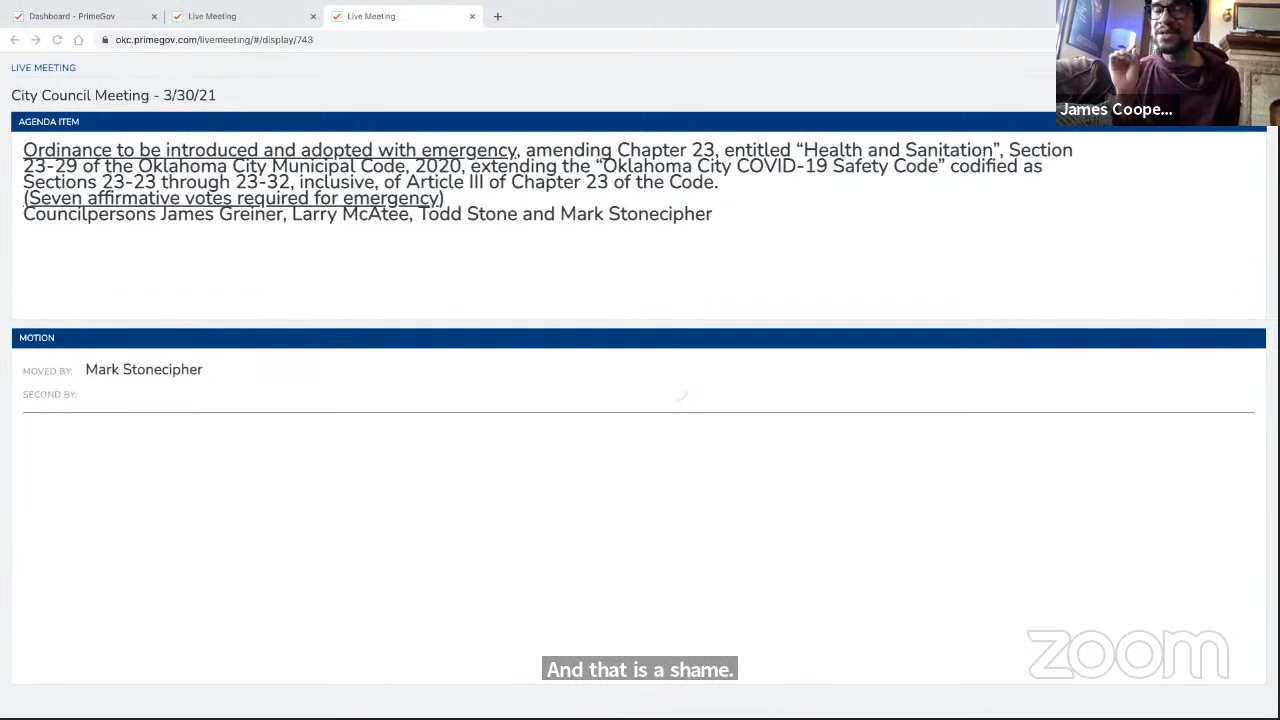 Dashboard - PrimeGov
Live Meeting
Live Meeting
okc.primegov.com/livemeeting/#/display/743
LIVE MEETING
City Council Meeting - 3/30/21
AGENDA ITEM
Ordinance to be introduced and adopted with emergency, amending Chapter 23, entitled “Health and Sanitation”, Section
23-29 of the Oklahoma City Municipal Code, 2020, extending the “Oklahoma City COVID-19 Safety Code” codified as
Sections 23-23 through 23-32, inclusive, of Article III of Chapter 23 of the Code.
(Seven affirmative votes required for emergency)
Councilpersons James Greiner, Larry McAtee, Todd Stone and Mark Stonecipher
MOTION
MOVED BY: Mark Stonecipher
SECOND BY:
James Coope...
And that is a shame.
zoom